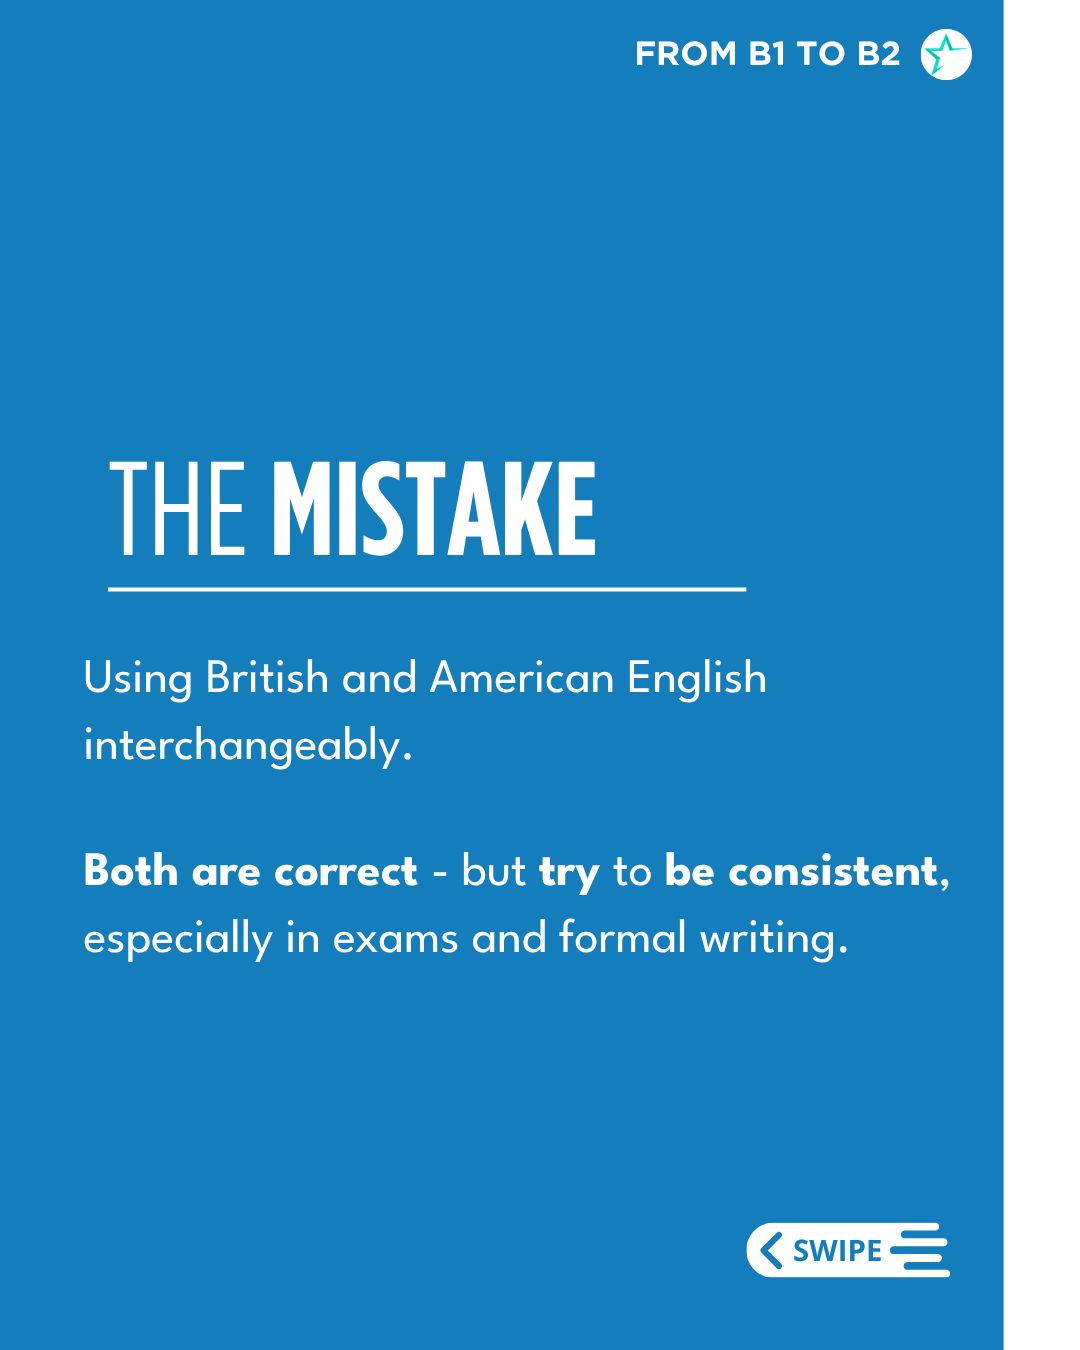 FROM B1 TO B2
THE MISTAKE
Using British and American English
interchangeably.
Both are correct - but try to be consistent,
especially in exams and formal writing.
SWIPE